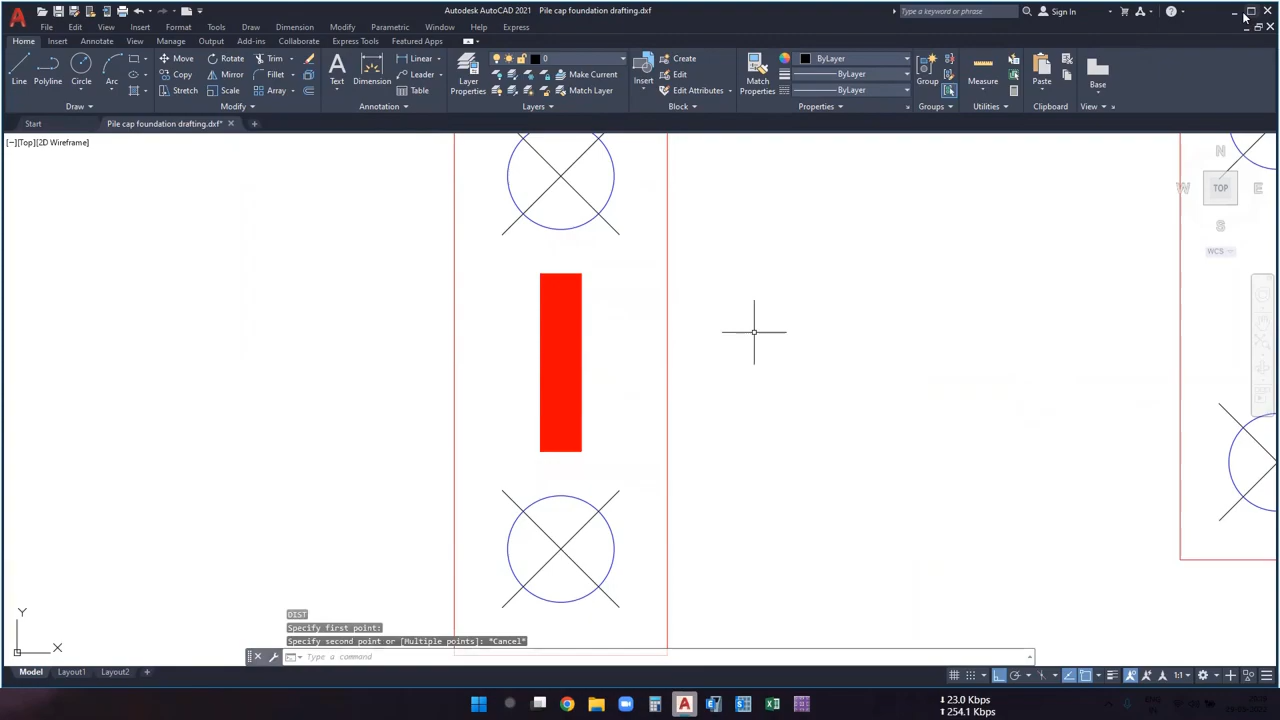 Autodesk AutoCAD 2021 Pile cap foundation drafting.dxf
Type a keyword or phrase
Sign In
File Edit View Insert Format Tools Draw Dimension Modify Parametric Window Help Express
Home Insert Annotate Parametric View Manage Output Add-ins Collaborate Express Tools Featured Apps
Line Polyline Circle Arc
Move Rotate Trim
Copy Mirror Fillet
Stretch Scale Array
Text Dimension
Linear
Leader
Table
Layer Properties
0
Make Current
Match Layer
Insert
Create
Edit
Edit Attributes
Match Properties
ByLayer
ByLayer
ByLayer
Group
Measure
Paste
Base
Draw Modify Annotation Layers Block Properties Groups Utilities Clipboard View
Start Pile cap foundation drafting.dxf*
[−][Top][2D Wireframe]
N
W TOP E
S
WCS
Y
X
DIST
Specify first point:
Specify second point or [Multiple points]: *Cancel*
Type a command
Model Layout1 Layout2
1:1
23.0 Kbps
254.1 Kbps